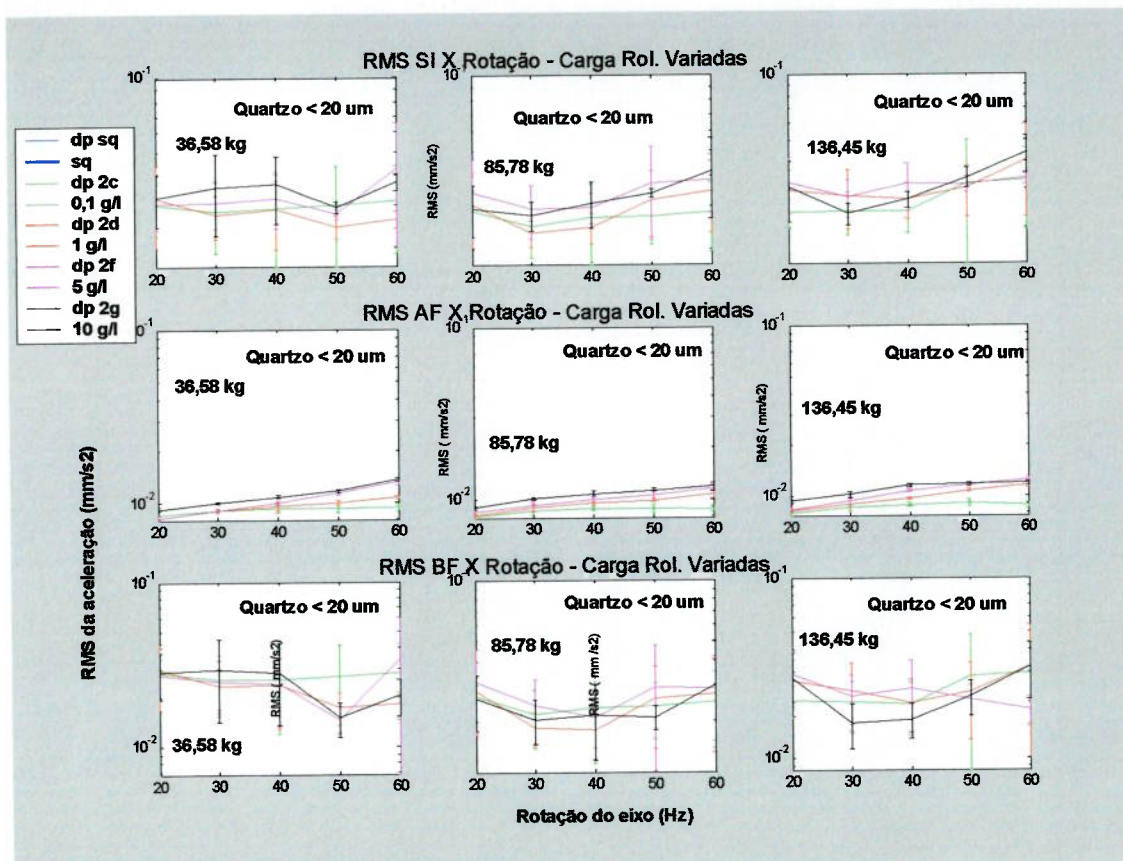 RMS SI X Rotação - Carga Rol. Variadas
10-1
10-1
10-1
Quartzo < 20 um
Quartzo < 20 um
Quartzo < 20 um
36,58 kg
85,78 kg
136,45 kg
RMS (mm/s2)
dp sq
sq
dp 2c
0,1 g/l
dp 2d
1 g/l
dp 2f
5 g/l
dp 2g
10 g/l
20 30 40 50 60
20 30 40 50 60
20 30 40 50 60
RMS AF X Rotação - Carga Rol. Variadas
10-1
10-1
10-1
Quartzo < 20 um
Quartzo < 20 um
Quartzo < 20 um
36,58 kg
85,78 kg
136,45 kg
RMS ( mm/s2)
RMS ( mm/s2)
10-2
10-2
10-2
20 30 40 50 60
20 30 40 50 60
20 30 40 50 60
RMS da aceleração (mm/s2)
RMS BF X Rotação - Carga Rol. Variadas
10-1
10-1
10-1
Quartzo < 20 um
Quartzo < 20 um
Quartzo < 20 um
85,78 kg
136,45 kg
RMS ( mm/s2)
RMS ( mm/s2)
36,58 kg
10-2
10-2
20 30 40 50 60
20 30 40 50 60
20 30 40 50 60
Rotação do eixo (Hz)